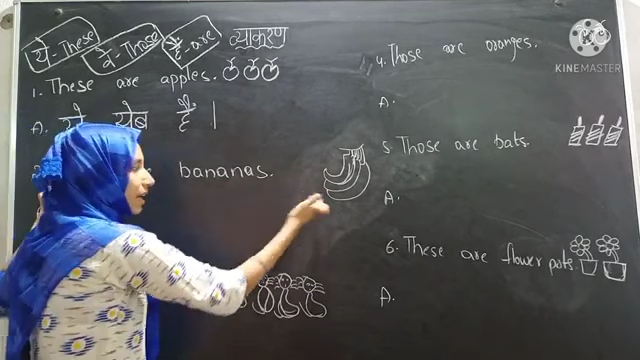 ये-These वे-Those हैं-are व्याकरण
1. These are apples.
A. ये सेब हैं ।
bananas.
4. Those are oranges.
A.
5 Those are bats.
A.
6. These are flower pots.
A.
KINEMASTER